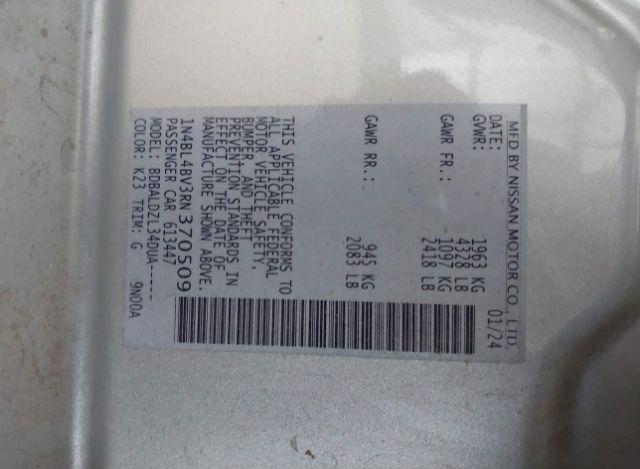 MFD BY NISSAN MOTOR CO., LTD.
DATE: 01/24
GVWR: 1963 KG
4328 LB
GAWR FR.: 1097 KG
2418 LB
GAWR RR.: 945 KG
2083 LB
THIS VEHICLE CONFORMS TO
ALL APPLICABLE FEDERAL
MOTOR VEHICLE SAFETY,
BUMPER, AND THEFT
PREVENTION STANDARDS IN
EFFECT ON THE DATE OF
MANUFACTURE SHOWN ABOVE.
1N4BL4BV3RN370509
PASSENGER CAR 613447
MODEL: BDBALDZL34DUA-----
COLOR: K23 TRIM: G 9N00A